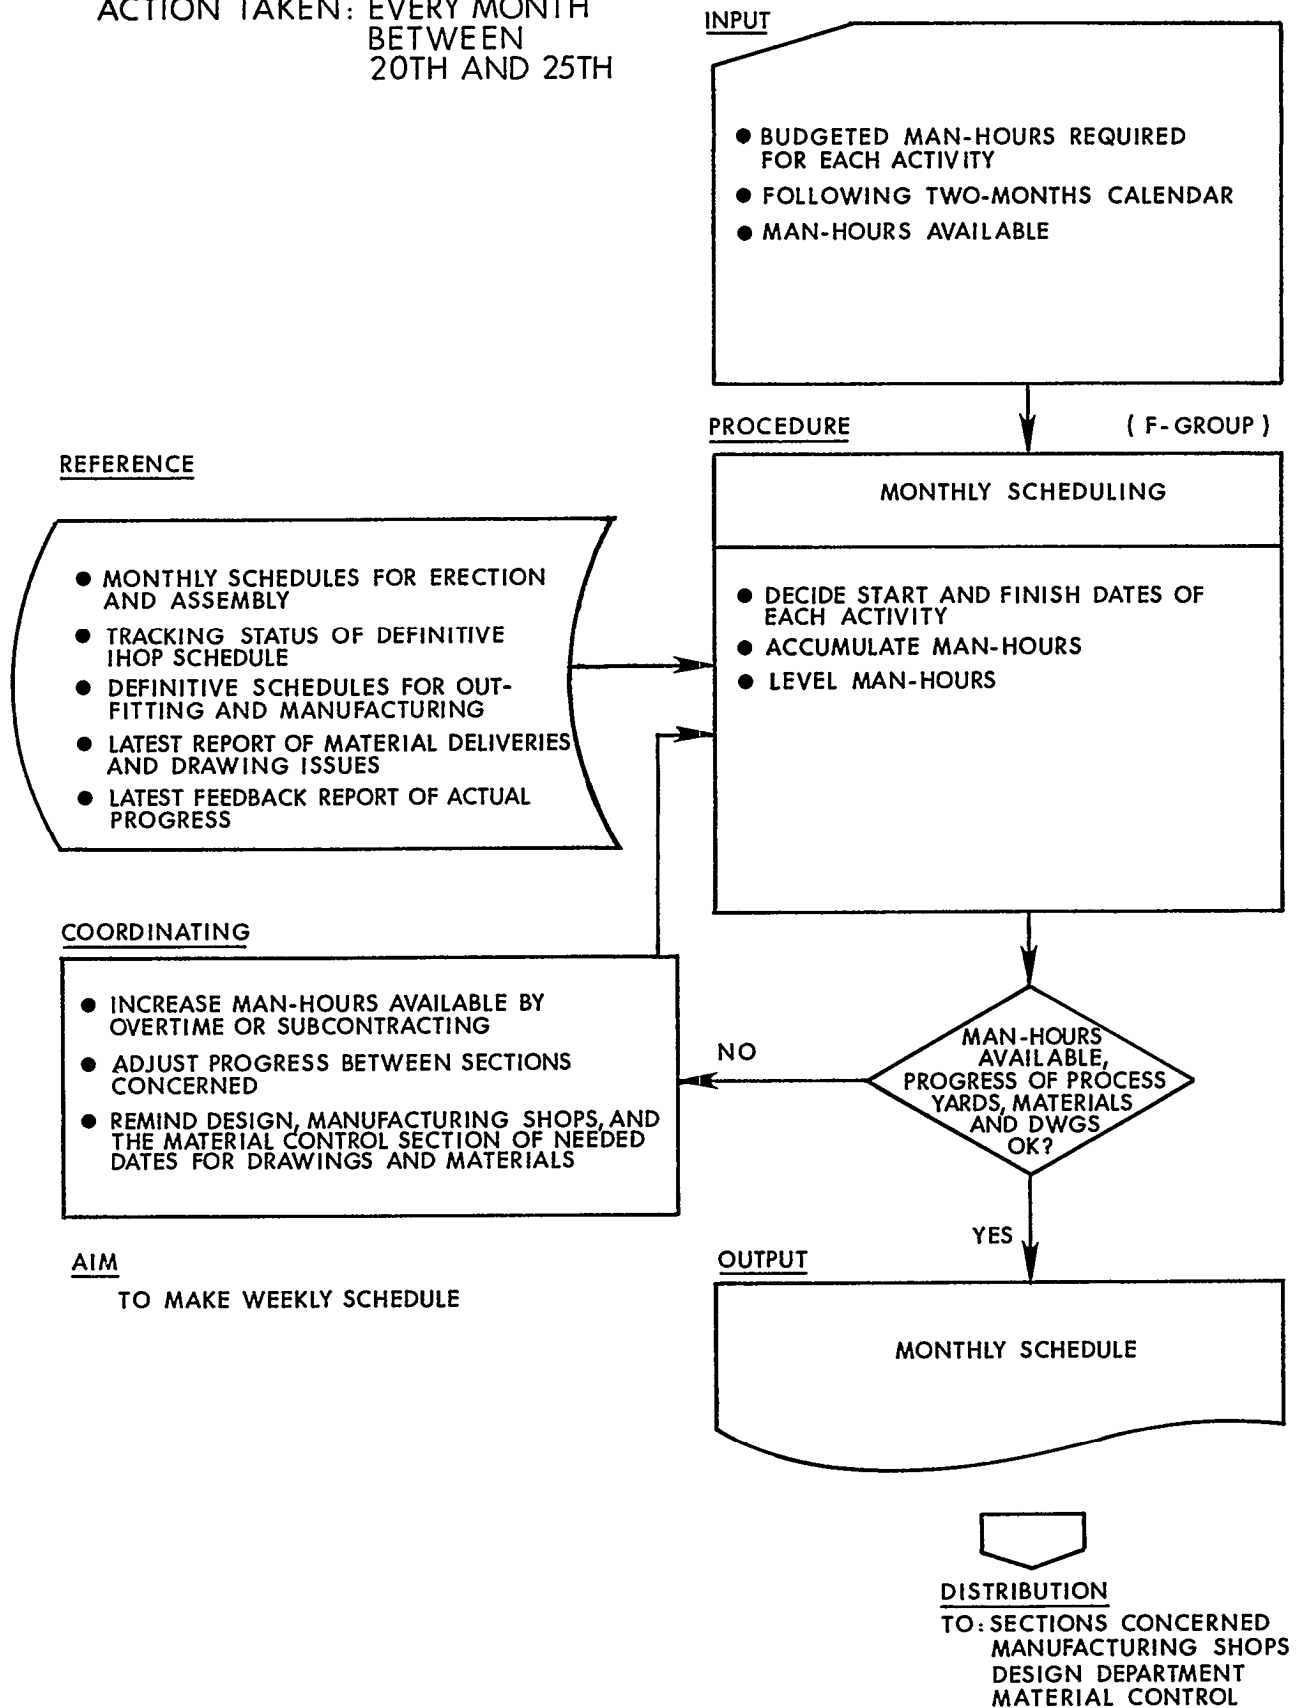 ACTION TAKEN: EVERY MONTH
BETWEEN
20TH AND 25TH
INPUT
● BUDGETED MAN-HOURS REQUIRED
FOR EACH ACTIVITY
● FOLLOWING TWO-MONTHS CALENDAR
● MAN-HOURS AVAILABLE
PROCEDURE
( F-GROUP )
MONTHLY SCHEDULING
● DECIDE START AND FINISH DATES OF
EACH ACTIVITY
● ACCUMULATE MAN-HOURS
● LEVEL MAN-HOURS
REFERENCE
● MONTHLY SCHEDULES FOR ERECTION
AND ASSEMBLY
● TRACKING STATUS OF DEFINITIVE
IHOP SCHEDULE
● DEFINITIVE SCHEDULES FOR OUT-
FITTING AND MANUFACTURING
● LATEST REPORT OF MATERIAL DELIVERIES
AND DRAWING ISSUES
● LATEST FEEDBACK REPORT OF ACTUAL
PROGRESS
COORDINATING
● INCREASE MAN-HOURS AVAILABLE BY
OVERTIME OR SUBCONTRACTING
● ADJUST PROGRESS BETWEEN SECTIONS
CONCERNED
● REMIND DESIGN, MANUFACTURING SHOPS, AND
THE MATERIAL CONTROL SECTION OF NEEDED
DATES FOR DRAWINGS AND MATERIALS
NO
MAN-HOURS
AVAILABLE,
PROGRESS OF PROCESS
YARDS, MATERIALS
AND DWGS
OK?
YES
AIM
TO MAKE WEEKLY SCHEDULE
OUTPUT
MONTHLY SCHEDULE
DISTRIBUTION
TO: SECTIONS CONCERNED
MANUFACTURING SHOPS
DESIGN DEPARTMENT
MATERIAL CONTROL